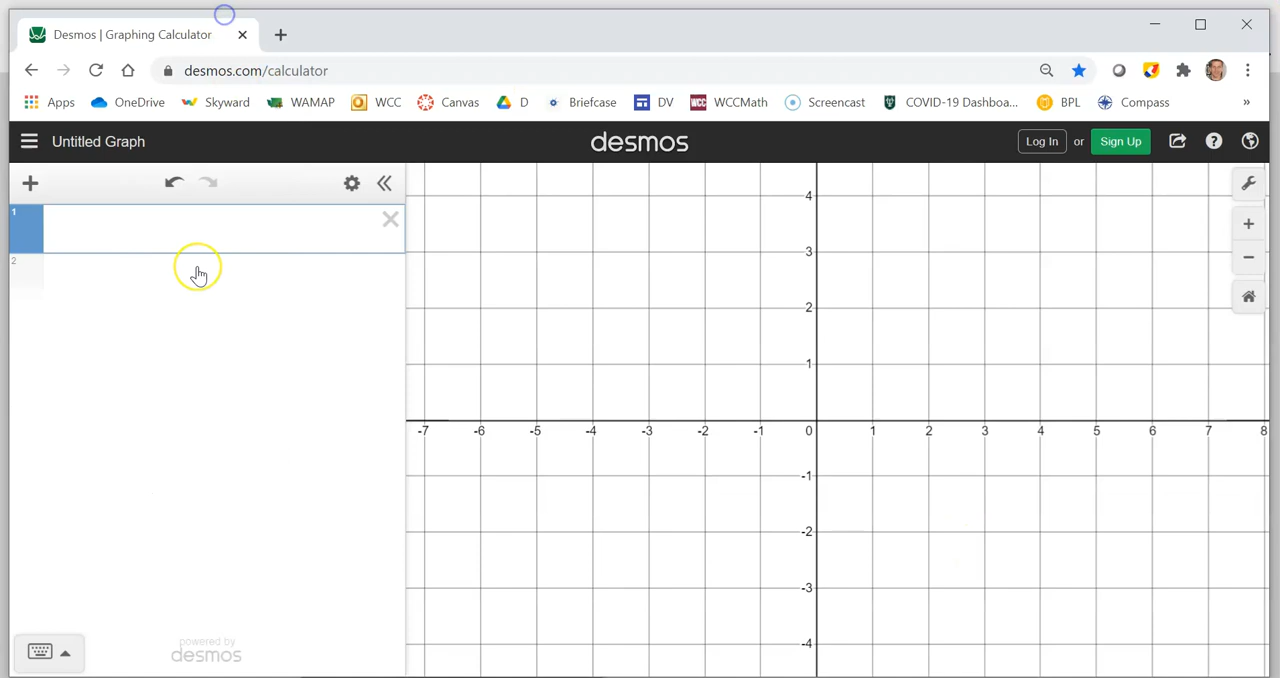 Desmos | Graphing Calculator
desmos.com/calculator
Apps OneDrive Skyward WAMAP WCC Canvas D Briefcase DV WCC WCCMath Screencast COVID-19 Dashboa... BPL Compass »
Untitled Graph desmos Log In or Sign Up
1
2
4
3
2
1
-7 -6 -5 -4 -3 -2 -1 0 1 2 3 4 5 6 7 8
-1
-2
-3
-4
powered by
desmos